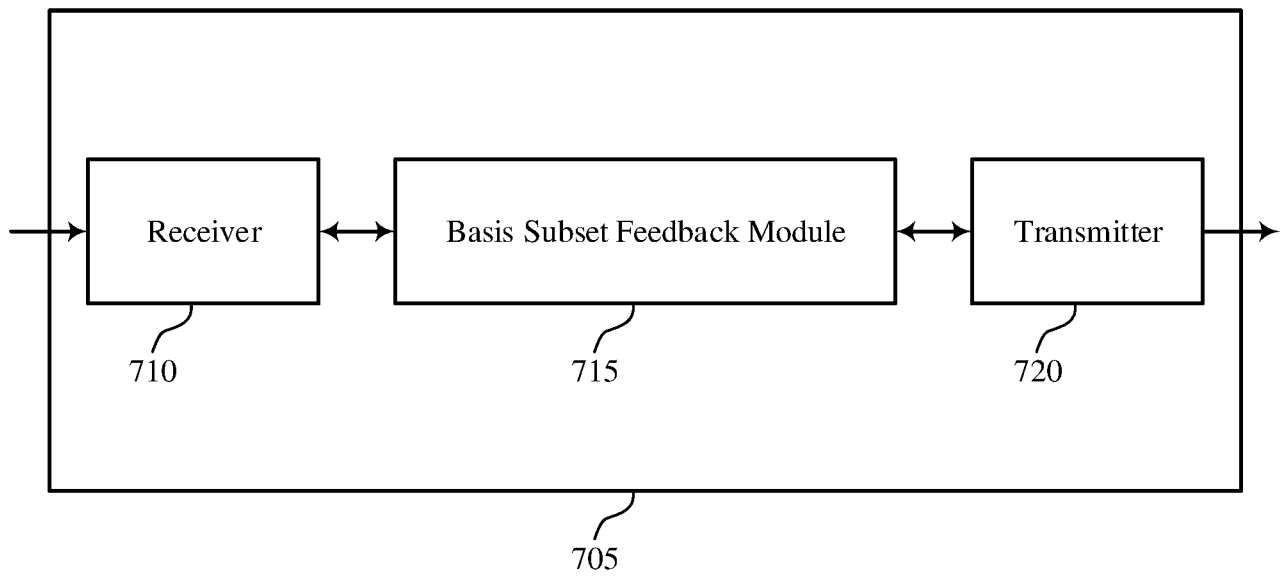 Receiver
Basis Subset Feedback Module
Transmitter
710
715
720
705